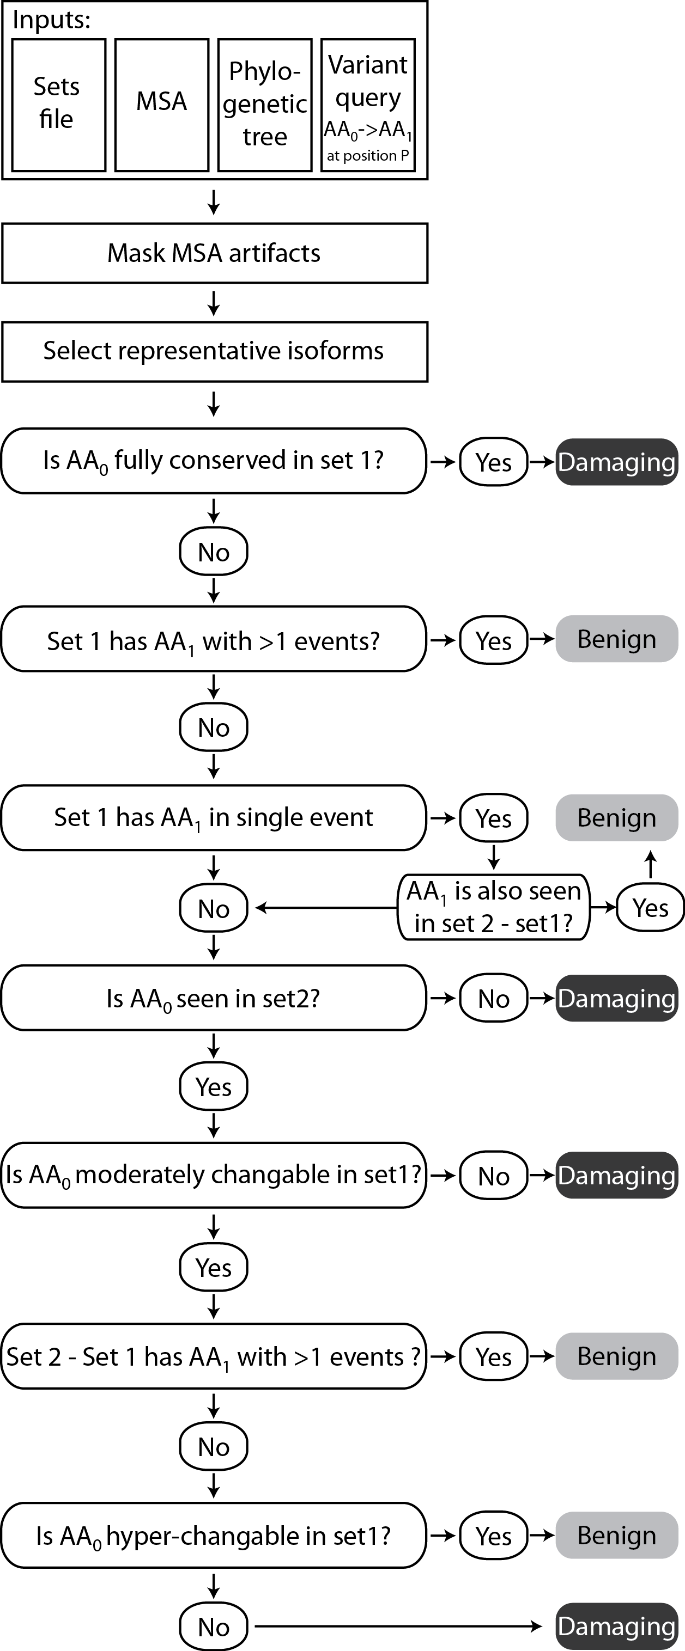 Inputs:
Sets
file
MSA
Phylo-
genetic
tree
Variant
query
AA0->AA1
at position P
Mask MSA artifacts
Select representative isoforms
Is AA0 fully conserved in set 1?
Yes
Damaging
No
Set 1 has AA1 with >1 events?
Yes
Benign
No
Set 1 has AA1 in single event
Yes
Benign
AA1 is also seen
in set 2 - set1?
Yes
No
Is AA0 seen in set2?
No
Damaging
Yes
Is AA0 moderately changable in set1?
No
Damaging
Yes
Set 2 - Set 1 has AA1 with >1 events ?
Yes
Benign
No
Is AA0 hyper-changable in set1?
Yes
Benign
No
Damaging